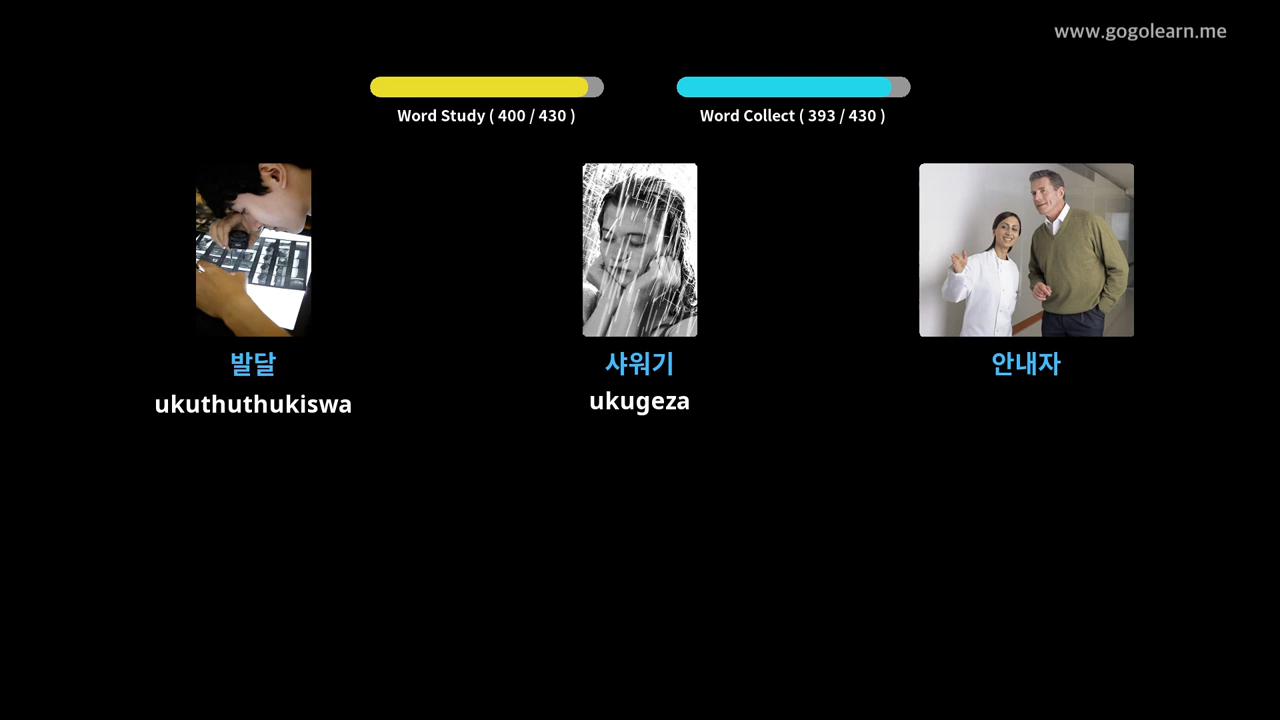 www.gogolearn.me
Word Study ( 400 / 430 )
Word Collect ( 393 / 430 )
발달
샤워기
안내자
ukuthuthukiswa
ukugeza